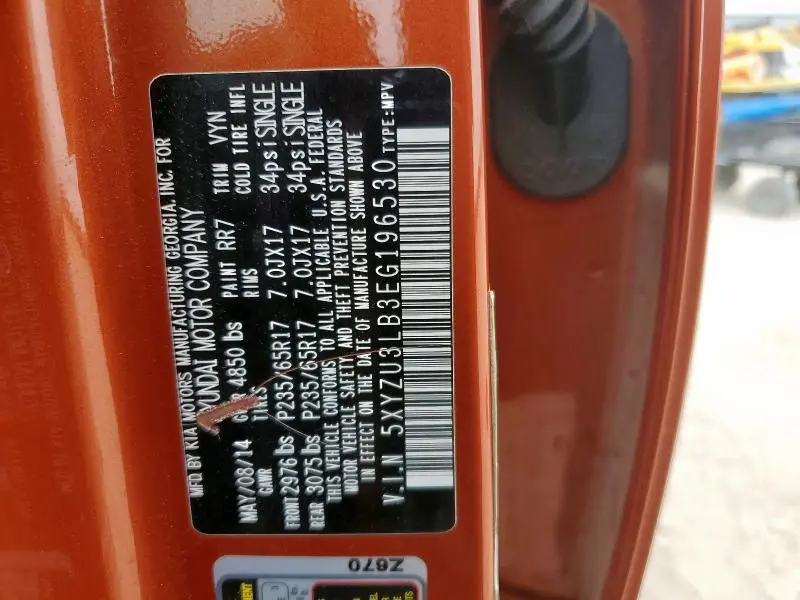 MFD BY KIA MOTORS MANUFACTURING GEORGIA, INC. FOR
HYUNDAI MOTOR COMPANY
MAY/08/14 GVWR 4850 lbs PAINT RR7 TRIM VYN
GAWR TIRES RIMS COLD TIRE INFL
FRONT 2976 lbs P235/65R17 7.0JX17 34psi SINGLE
REAR 3075 lbs P235/65R17 7.0JX17 34psi SINGLE
THIS VEHICLE CONFORMS TO ALL APPLICABLE U.S.A. FEDERAL
MOTOR VEHICLE SAFETY AND THEFT PREVENTION STANDARDS
IN EFFECT ON THE DATE OF MANUFACTURE SHOWN ABOVE
V.I.N 5XYZU3LB3EG196530 TYPE:MPV
Z670